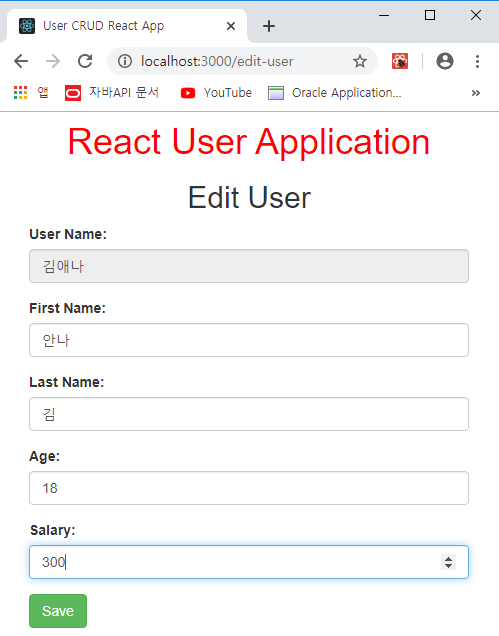 User CRUD React App
localhost:3000/edit-user
앱 자바API 문서 YouTube Oracle Application...
React User Application
Edit User
User Name:
김애나
First Name:
안나
Last Name:
김
Age:
18
Salary:
300
Save